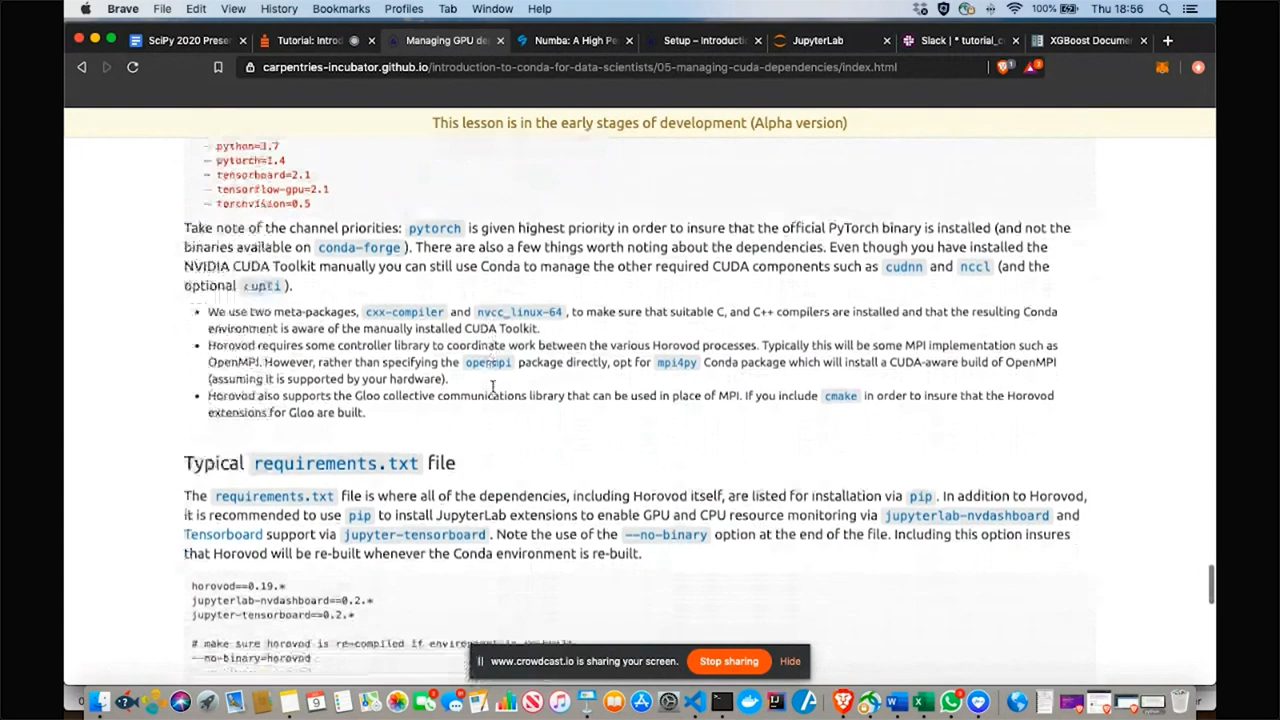 Brave File Edit View History Bookmarks Profiles Tab Window Help 100% Thu 18:56
SciPy 2020 Prese Tutorial: Introd Managing GPU de Numba: A High Pe Setup – Introductio JupyterLab Slack | * tutorial_c XGBoost Docume
carpentries-incubator.github.io/introduction-to-conda-for-data-scientists/05-managing-cuda-dependencies/index.html
This lesson is in the early stages of development (Alpha version)
– python=3.7
– pytorch=1.4
– tensorboard=2.1
– tensorflow-gpu=2.1
– torchvision=0.5
Take note of the channel priorities: pytorch is given highest priority in order to insure that the official PyTorch binary is installed (and not the
binaries available on conda-forge ). There are also a few things worth noting about the dependencies. Even though you have installed the
NVIDIA CUDA Toolkit manually you can still use Conda to manage the other required CUDA components such as cudnn and nccl (and the
optional cupti ).
• We use two meta-packages, cxx-compiler and nvcc_linux-64 , to make sure that suitable C, and C++ compilers are installed and that the resulting Conda
environment is aware of the manually installed CUDA Toolkit.
• Horovod requires some controller library to coordinate work between the various Horovod processes. Typically this will be some MPI implementation such as
OpenMPI. However, rather than specifying the openmpi package directly, opt for mpi4py Conda package which will install a CUDA-aware build of OpenMPI
(assuming it is supported by your hardware).
• Horovod also supports the Gloo collective communications library that can be used in place of MPI. If you include cmake in order to insure that the Horovod
extensions for Gloo are built.
Typical requirements.txt file
The requirements.txt file is where all of the dependencies, including Horovod itself, are listed for installation via pip . In addition to Horovod,
it is recommended to use pip to install JupyterLab extensions to enable GPU and CPU resource monitoring via jupyterlab-nvdashboard and
Tensorboard support via jupyter-tensorboard . Note the use of the --no-binary option at the end of the file. Including this option insures
that Horovod will be re-built whenever the Conda environment is re-built.
horovod==0.19.*
jupyterlab-nvdashboard==0.2.*
jupyter-tensorboard==0.2.*
# make sure horovod is re-compiled if environment is re-built
--no-binary=horovod
www.crowdcast.io is sharing your screen. Stop sharing Hide